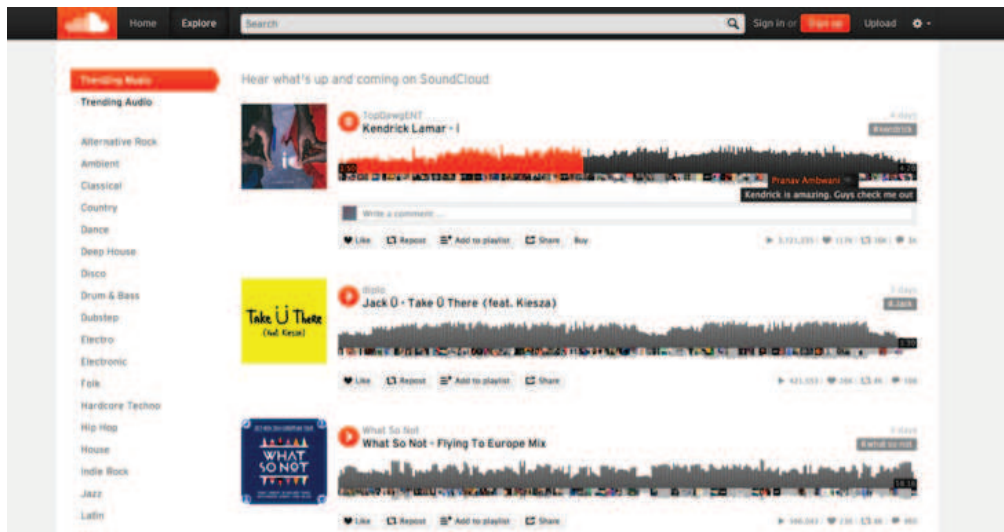 Home Explore Search Sign in or Sign up Upload
Trending Music
Trending Audio
Alternative Rock
Ambient
Classical
Country
Dance
Deep House
Disco
Drum & Bass
Dubstep
Electro
Electronic
Folk
Hardcore Techno
Hip Hop
House
Indie Rock
Jazz
Latin
Hear what's up and coming on SoundCloud
TopDawgENT 4 days
Kendrick Lamar - i #kendrick
Pranav Ambwani
Kendrick is amazing. Guys check me out
Write a comment...
Like Repost Add to playlist Share Buy
Take Ü There
(feat. Kiesza)
diplo days
Jack Ü - Take Ü There (feat. Kiesza)
Like Repost Add to playlist Share
WHAT
SO NOT
What So Not days
What So Not - Flying To Europe Mix #what so not
Like Repost Add to playlist Share